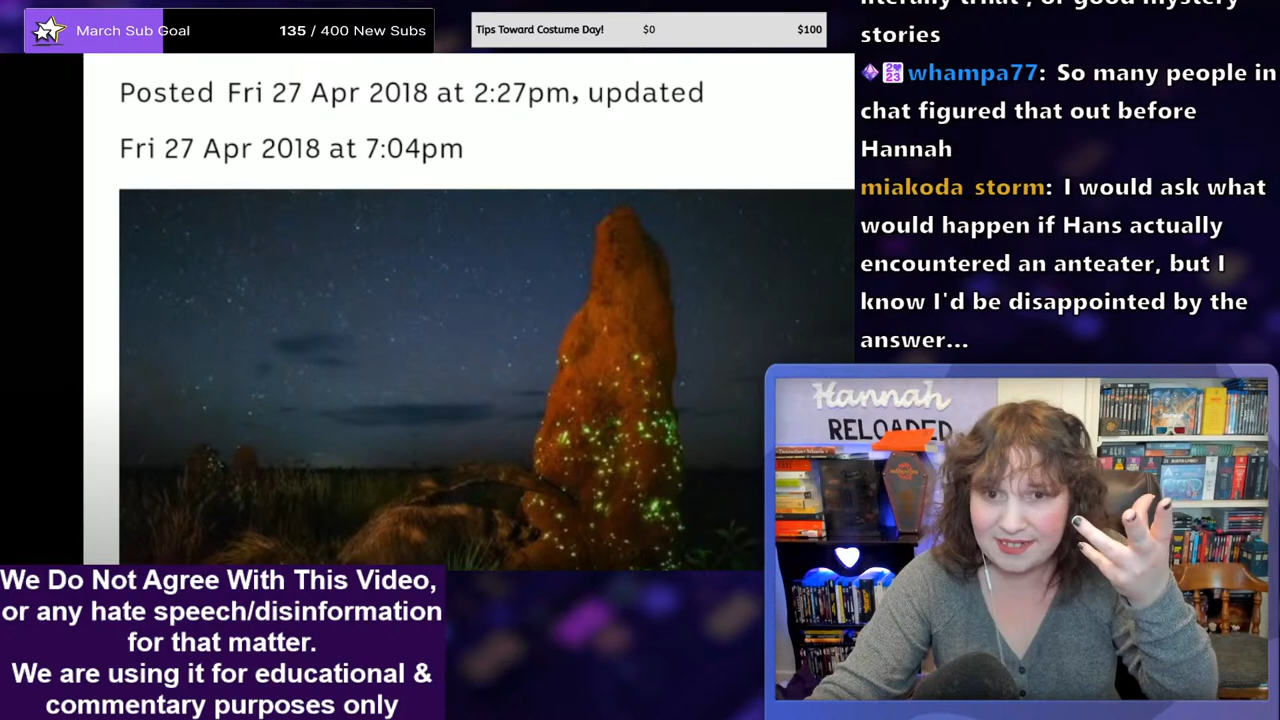 March Sub Goal
135 / 400 New Subs
Tips Toward Costume Day!
$0
$100
Posted Fri 27 Apr 2018 at 2:27pm, updated
Fri 27 Apr 2018 at 7:04pm
stories
whampa77: So many people in
chat figured that out before
Hannah
miakoda_storm: I would ask what
would happen if Hans actually
encountered an anteater, but I
know I'd be disappointed by the
answer...
Hannah
RELOADED
We Do Not Agree With This Video,
or any hate speech/disinformation
for that matter.
We are using it for educational &
commentary purposes only